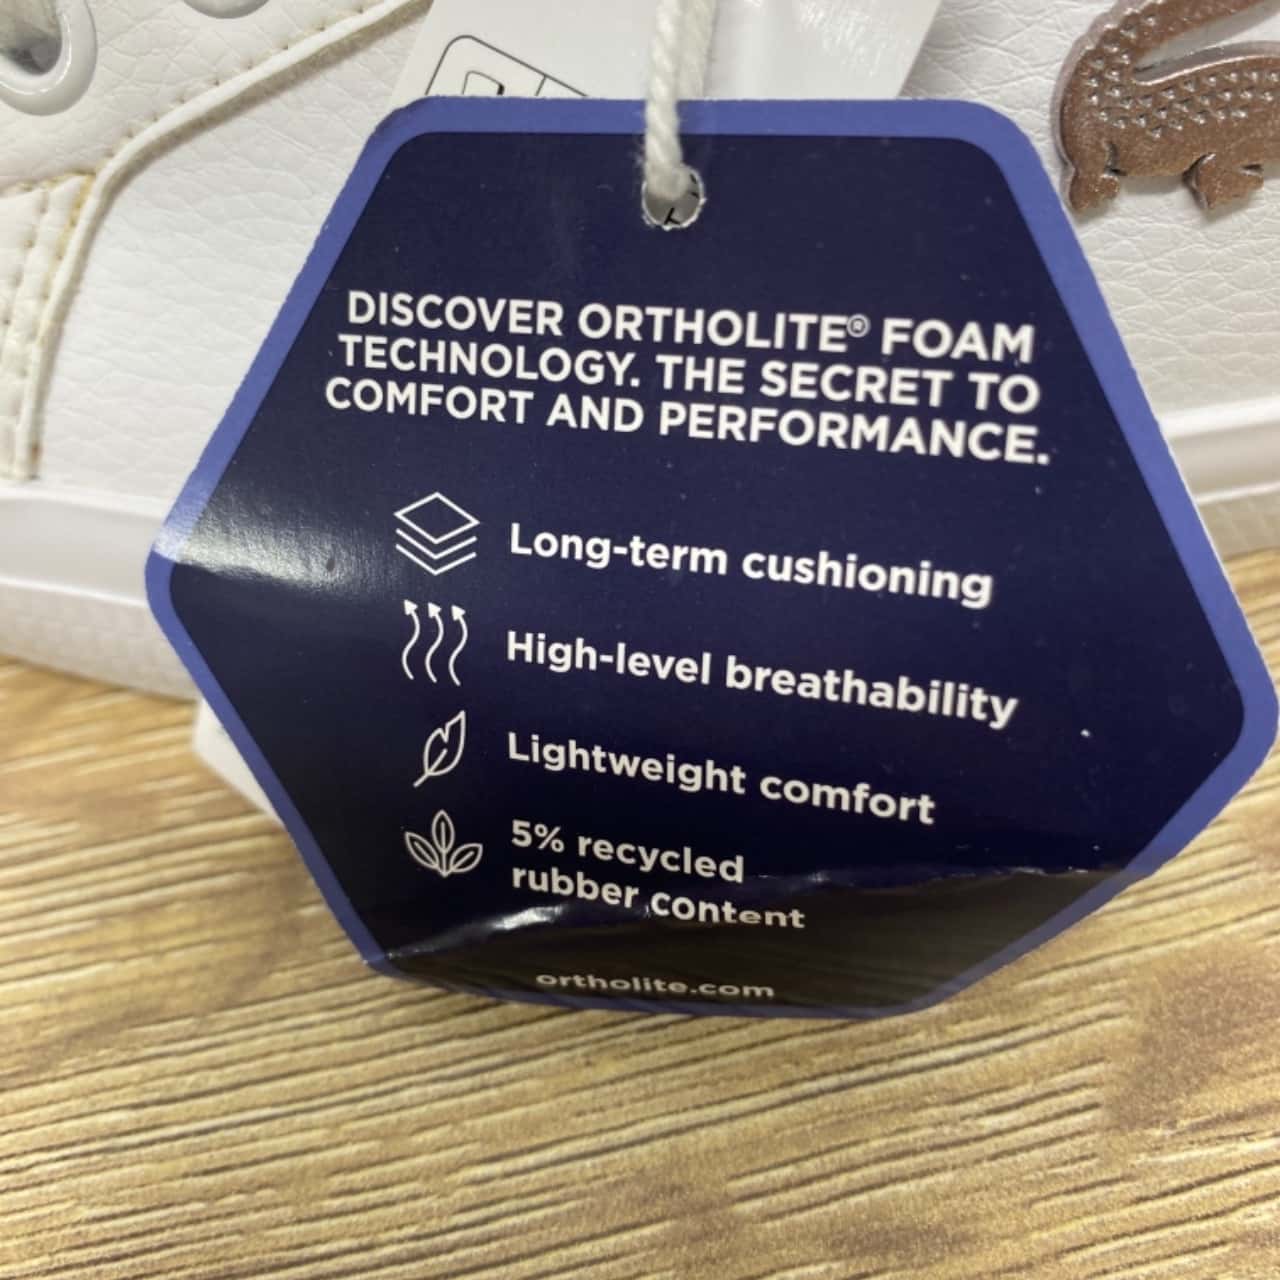 DISCOVER ORTHOLITE® FOAM
TECHNOLOGY. THE SECRET TO
COMFORT AND PERFORMANCE.
Long-term cushioning
High-level breathability
Lightweight comfort
5% recycled
rubber content
ortholite.com